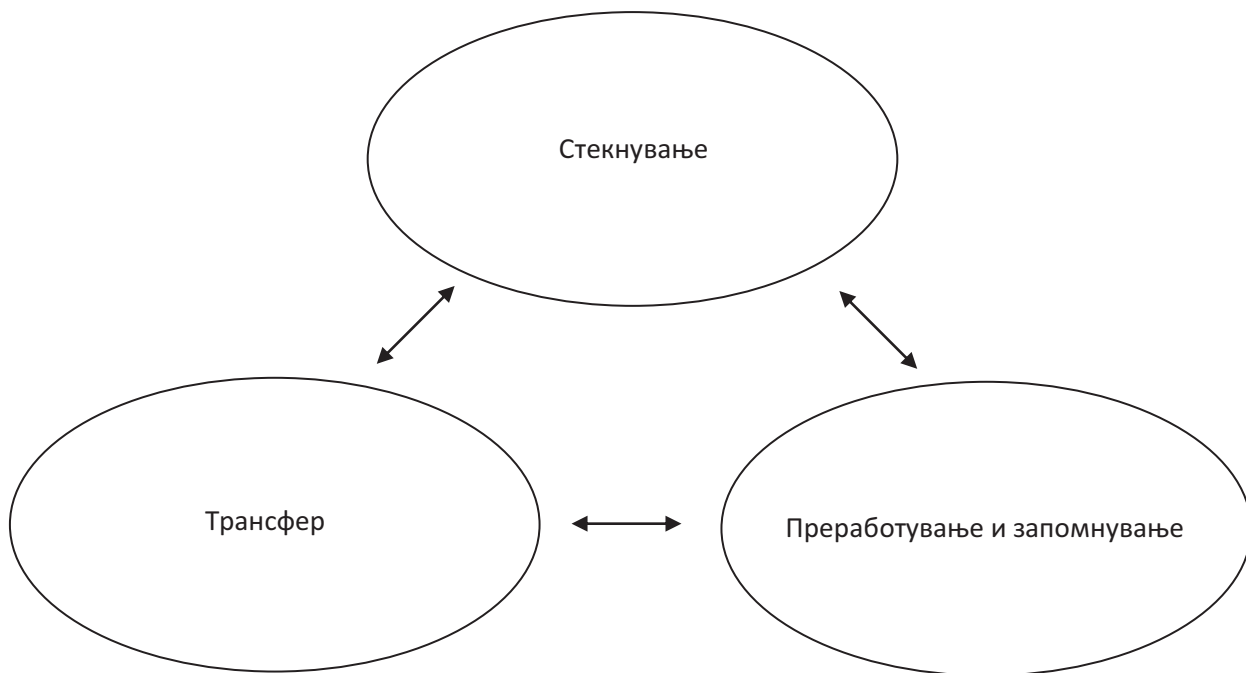 Стекнување
Трансфер
Преработување и запомнување